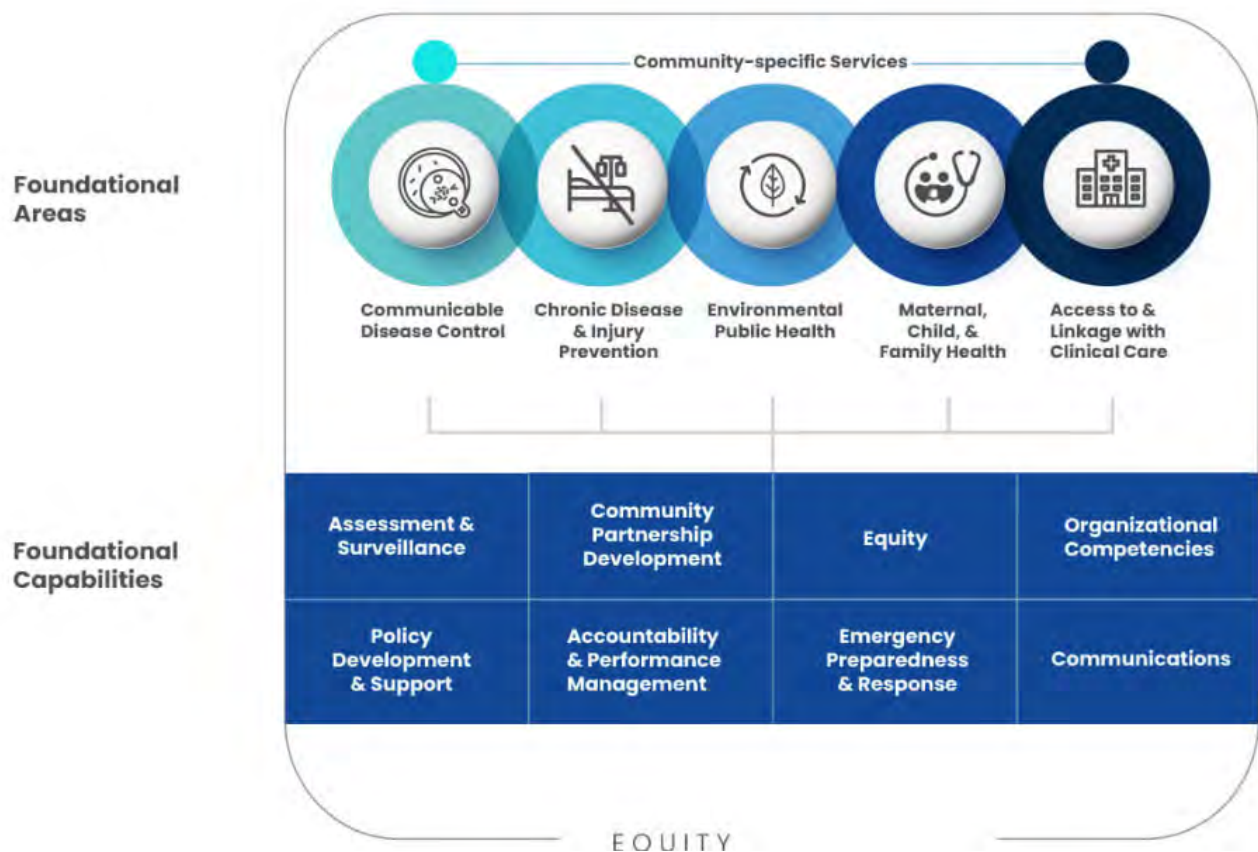 Community-specific Services
Foundational
Areas
Communicable
Disease Control
Chronic Disease
& Injury
Prevention
Environmental
Public Health
Maternal,
Child, &
Family Health
Access to &
Linkage with
Clinical Care
Foundational
Capabilities
Assessment &
Surveillance
Community
Partnership
Development
Equity
Organizational
Competencies
Policy
Development
& Support
Accountability
& Performance
Management
Emergency
Preparedness
& Response
Communications
EQUITY